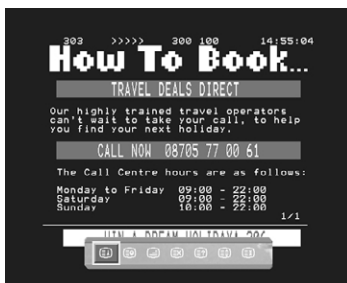 303 >>>>> 300 100 14:55:04
How To Book...
TRAVEL DEALS DIRECT
Our highly trained travel operators
can't wait to take your call, to help
you find your next holiday.
CALL NOW 08705 77 00 61
The Call Centre hours are as follows:
Monday to Friday 09:00 - 22:00
Saturday 09:00 - 22:00
Sunday 10:00 - 22:00
1/1
WIN A DREAM HOLIDAY